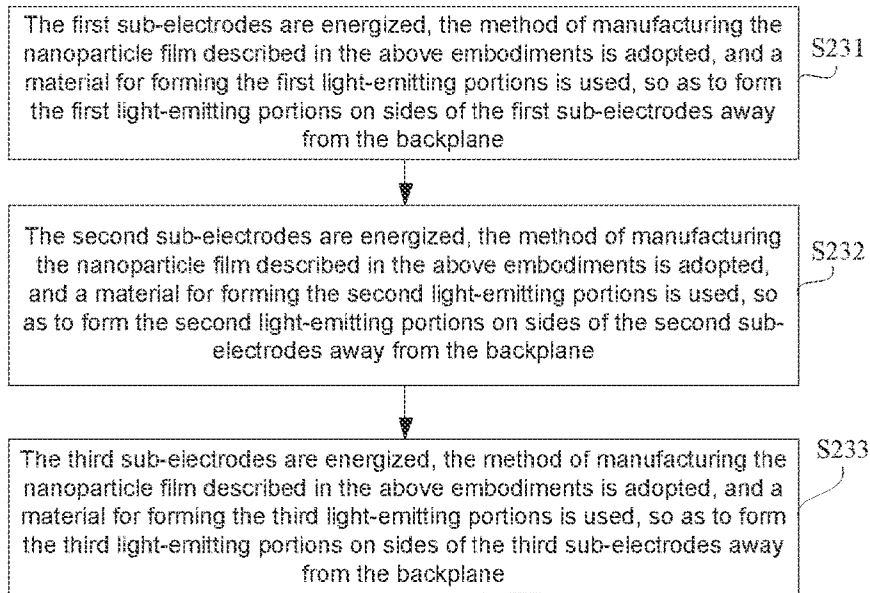 The first sub-electrodes are energized, the method of manufacturing the
nanoparticle film described in the above embodiments is adopted, and a
material for forming the first light-emitting portions is used, so as to form
the first light-emitting portions on sides of the first sub-electrodes away
from the backplane
S231
The second sub-electrodes are energized, the method of manufacturing
the nanoparticle film described in the above embodiments is adopted,
and a material for forming the second light-emitting portions is used, so
as to form the second light-emitting portions on sides of the second sub-
electrodes away from the backplane
S232
The third sub-electrodes are energized, the method of manufacturing the
nanoparticle film described in the above embodiments is adopted, and a
material for forming the third light-emitting portions is used, so as to form
the third light-emitting portions on sides of the third sub-electrodes away
from the backplane
S233